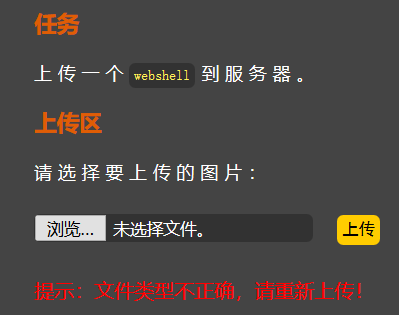 任务
上传一个 webshell 到服务器。
上传区
请选择要上传的图片：
浏览... 未选择文件。 上传
提示：文件类型不正确，请重新上传！